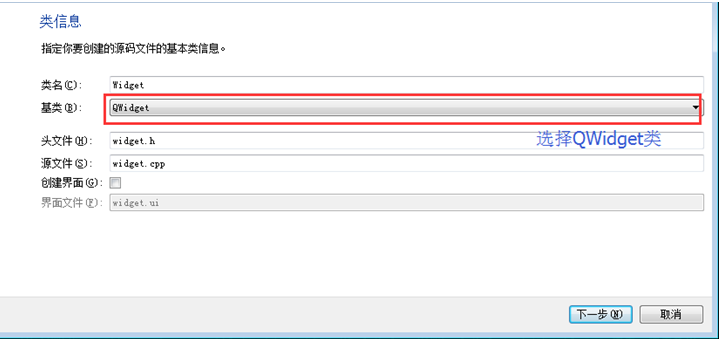 类信息
指定你要创建的源码文件的基本类信息。
类名(C): Widget
基类(B): QWidget
头文件(H): widget.h
选择QWidget类
源文件(S): widget.cpp
创建界面(G):
界面文件(F): widget.ui
下一步(N) 取消